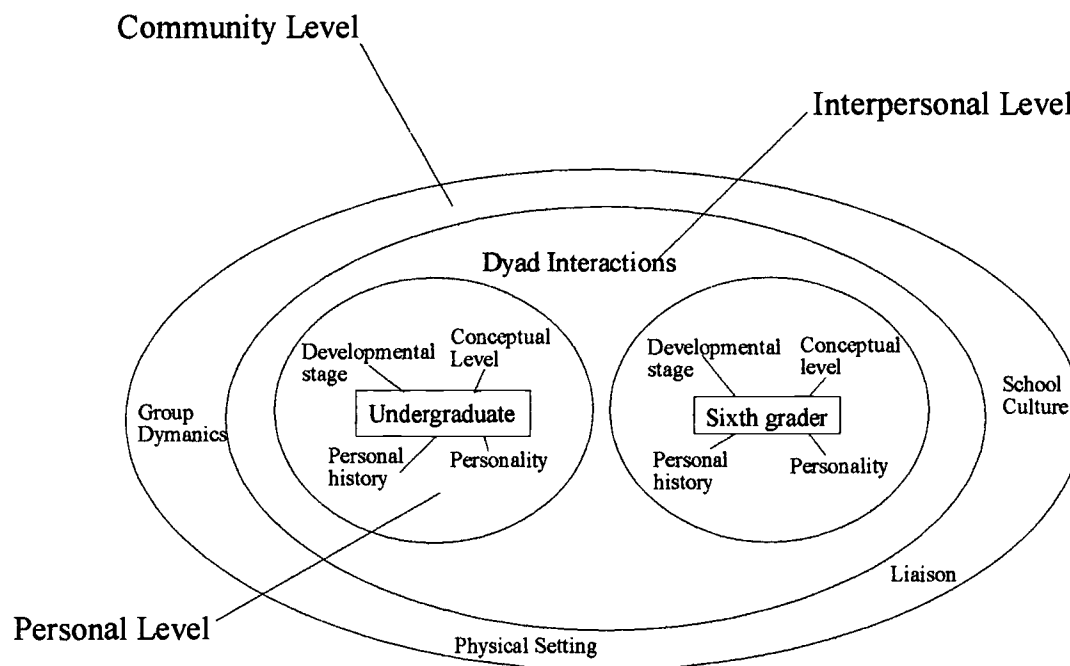 Community Level
Interpersonal Level
Dyad Interactions
Developmental
stage
Conceptual
Level
Undergraduate
Personal
history
Personality
Developmental
stage
Conceptual
level
Sixth grader
Personal
history
Personality
Group
Dymanics
School
Culture
Liaison
Personal Level
Physical Setting